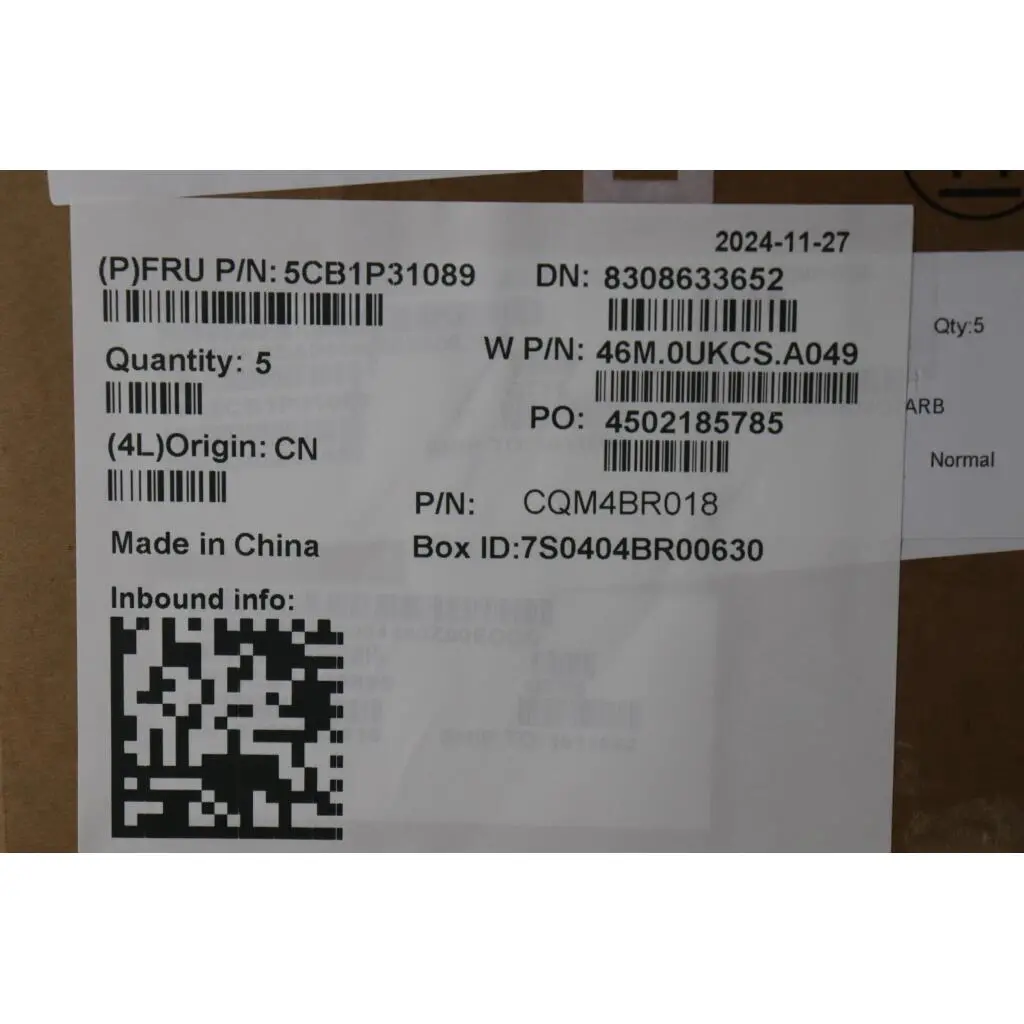 2024-11-27
(P)FRU P/N: 5CB1P31089
DN: 8308633652
Quantity: 5
W P/N: 46M.0UKCS.A049
PO: 4502185785
(4L)Origin: CN
P/N: CQM4BR018
Made in China
Box ID:7S0404BR00630
Inbound info:
Qty:5
ARB
Normal